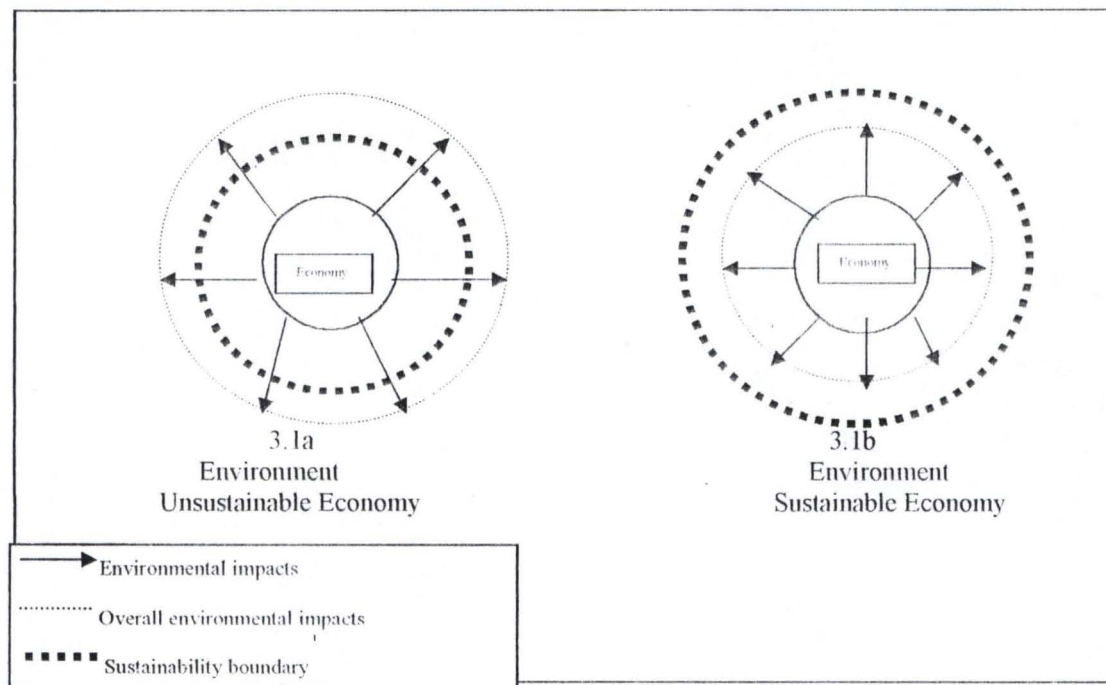 Economy
Economy
3.1a
Environment
Unsustainable Economy
3.1b
Environment
Sustainable Economy
Environmental impacts
Overall environmental impacts
Sustainability boundary